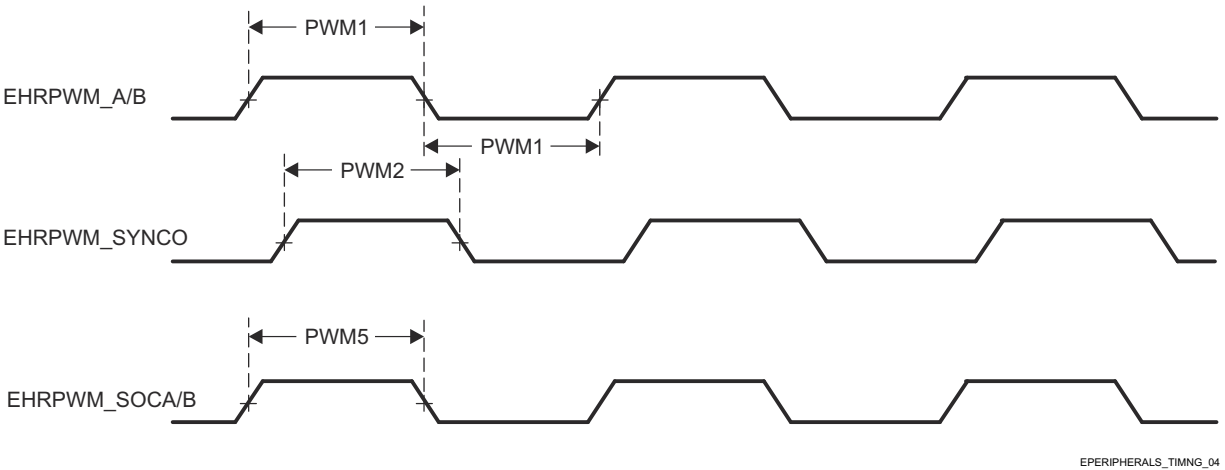 PWM1
EHRPWM_A/B
PWM1
PWM2
EHRPWM_SYNCO
PWM5
EHRPWM_SOCA/B
EPERIPHERALS_TIMNG_04